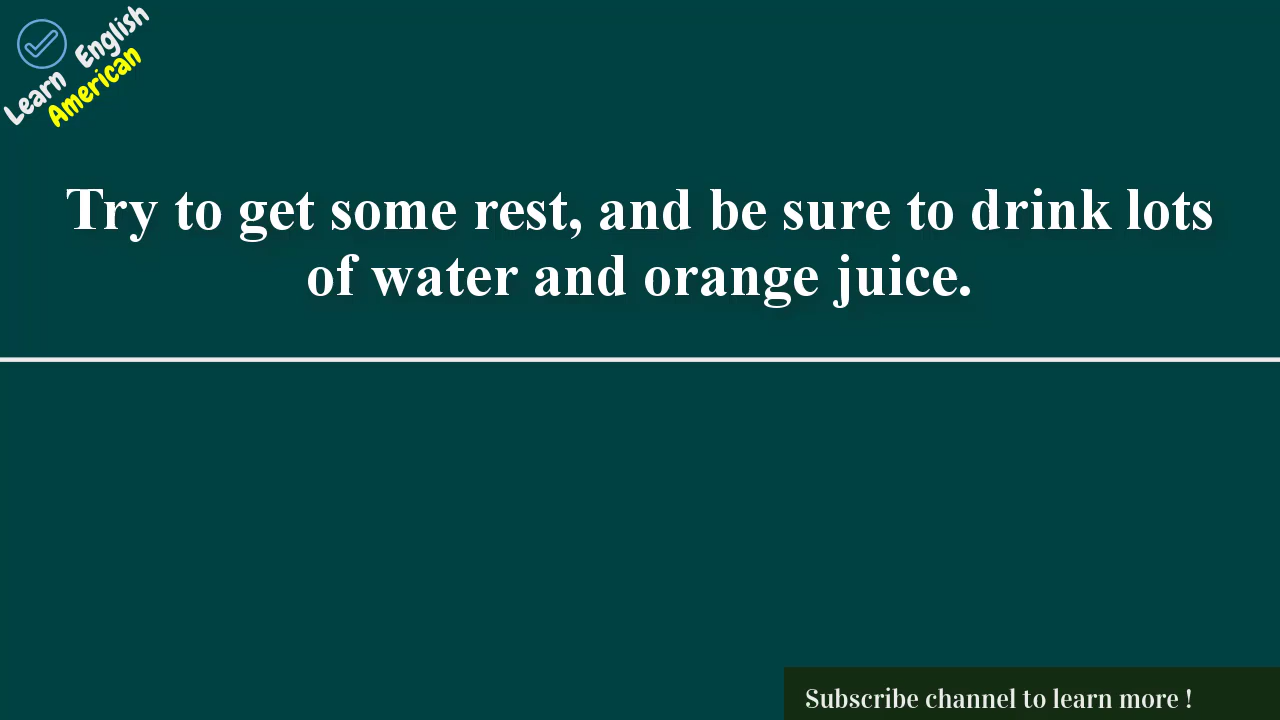 Learn English
American
Try to get some rest, and be sure to drink lots
of water and orange juice.
Subscribe channel to learn more !